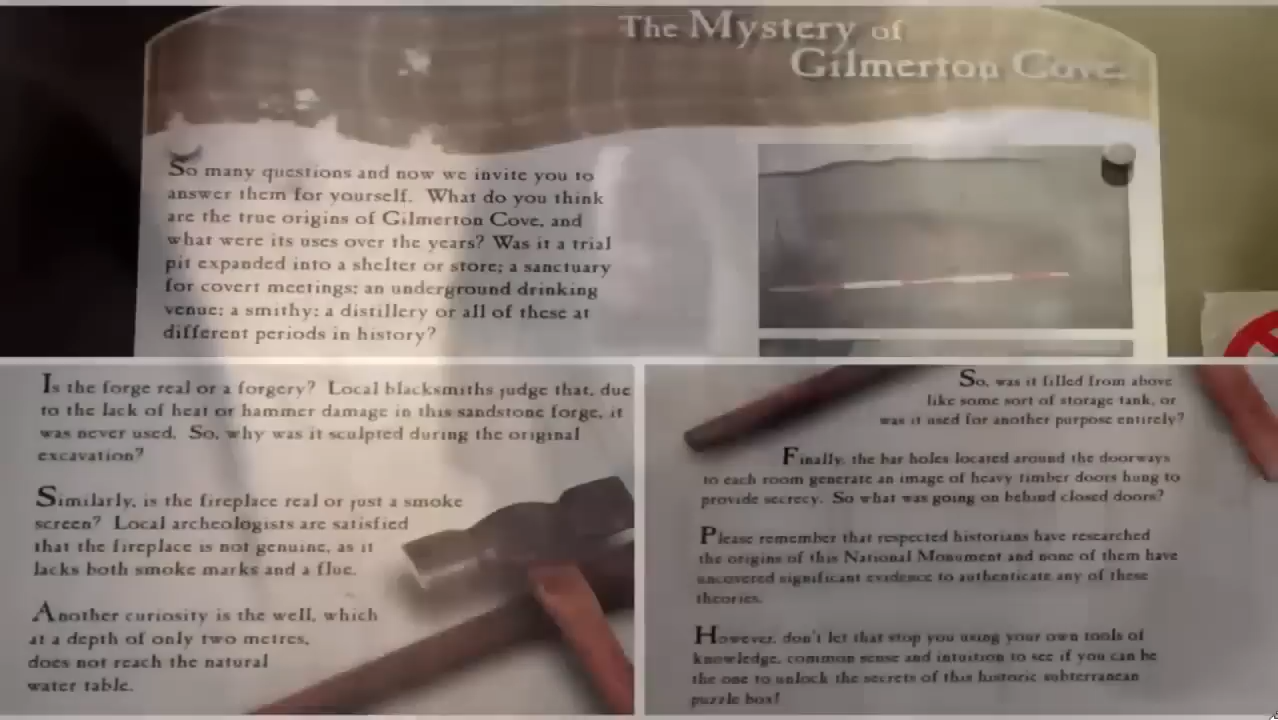 The Mystery of
Gilmerton Cove.
So many questions and now we invite you to
answer them for yourself. What do you think
are the true origins of Gilmerton Cove, and
what were its uses over the years? Was it a trial
pit expanded into a shelter or store; a sanctuary
for covert meetings; an underground drinking
venue; a smithy; a distillery or all of these at
different periods in history?
Is the forge real or a forgery? Local blacksmiths judge that, due
to the lack of heat or hammer damage in this sandstone forge, it
was never used. So, why was it sculpted during the original
excavation?
Similarly, is the fireplace real or just a smoke
screen? Local archeologists are satisfied
that the fireplace is not genuine, as it
lacks both smoke marks and a flue.
Another curiosity is the well, which
at a depth of only two metres,
does not reach the natural
water table.
So, was it filled from above
like some sort of storage tank, or
was it used for another purpose entirely?
Finally, the bar holes located around the doorways
to each room generate an image of heavy timber doors hung to
provide secrecy. So what was going on behind closed doors?
Please remember that respected historians have researched
the origins of this National Monument and none of them have
uncovered significant evidence to authenticate any of these
theories.
However, don't let that stop you using your own tools of
knowledge, common sense and intuition to see if you can be
the one to unlock the secrets of this historic subterranean
puzzle box!